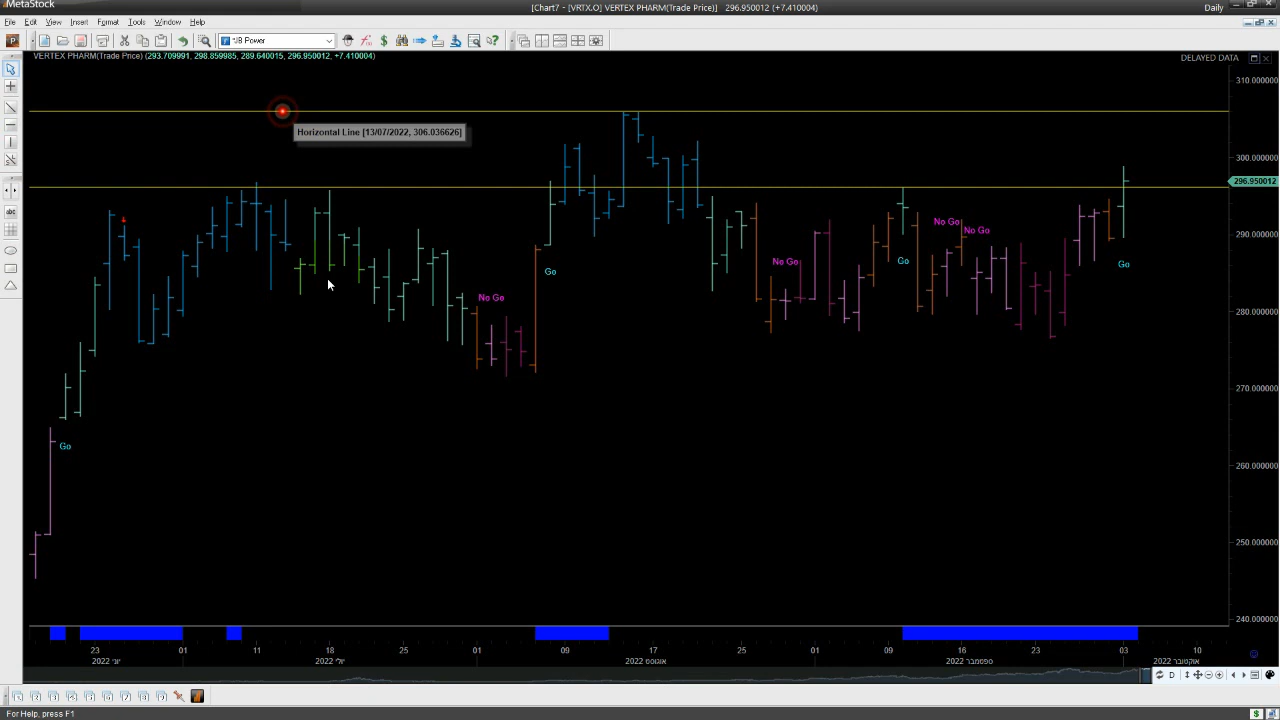 MetaStock
[Chart7 - [VRTX.O] VERTEX PHARM(Trade Price)] 296.950012 (+7.410004)
Daily
File Edit View Insert Format Tools Window Help
*JB Power
VERTEX PHARM(Trade Price) (293.709991, 298.859985, 289.640015, 296.950012, +7.410004)
DELAYED DATA
310.000000
Horizontal Line [13/07/2022, 306.036626]
300.000000
296.950012
290.000000
280.000000
270.000000
260.000000
250.000000
240.000000
No Go
No Go
No Go
No Go
Go
Go
Go
Go
Go
23 01 11 18 25 01 09 17 01 09 16 23 03 10
יוני 2022
יולי 2022
אוגוסט 2022
ספטמבר 2022
אוקטובר 2022
D
For Help, press F1